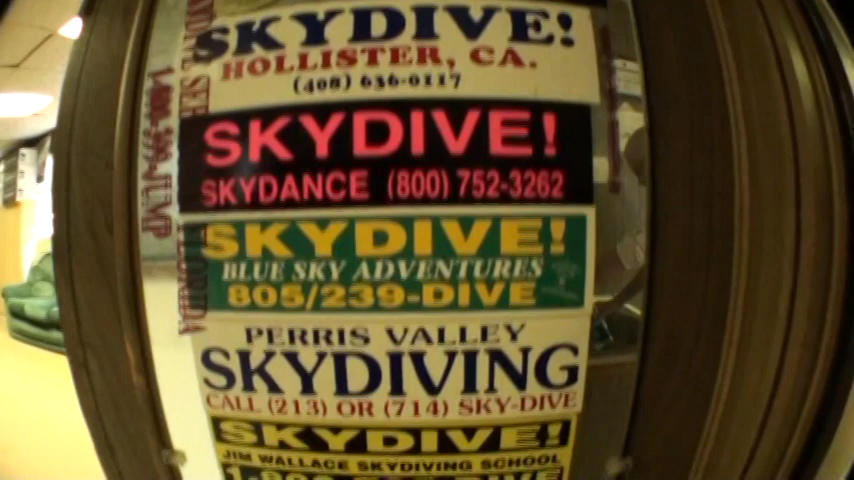 SKYDIVE!
HOLLISTER, CA.
(408) 636-0117
SKYDIVE!
SKYDANCE (800) 752-3262
SKYDIVE!
BLUE SKY ADVENTURES
805/239-DIVE
PERRIS VALLEY
SKYDIVING
CALL (213) OR (714) SKY-DIVE
SKYDIVE!
JIM WALLACE SKYDIVING SCHOOL
FLORIDA